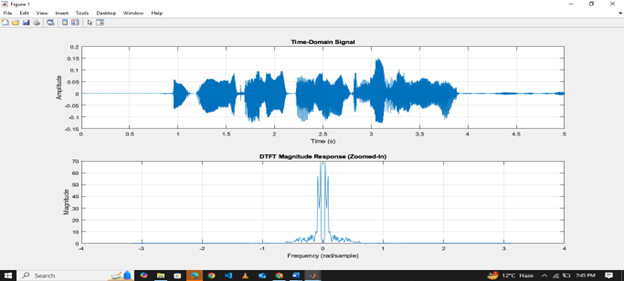 Figure 1
File Edit View Insert Tools Desktop Window Help
Time-Domain Signal
0.2
0.15
0.1
0.05
0
-0.05
-0.1
-0.15
Amplitude
0 0.5 1 1.5 2 2.5 3 3.5 4 4.5 5
Time (s)
DTFT Magnitude Response (Zoomed-In)
70
60
50
40
30
20
10
0
Magnitude
-4 -3 -2 -1 0 1 2 3 4
Frequency (rad/sample)
Search
12°C Haze
7:45 PM